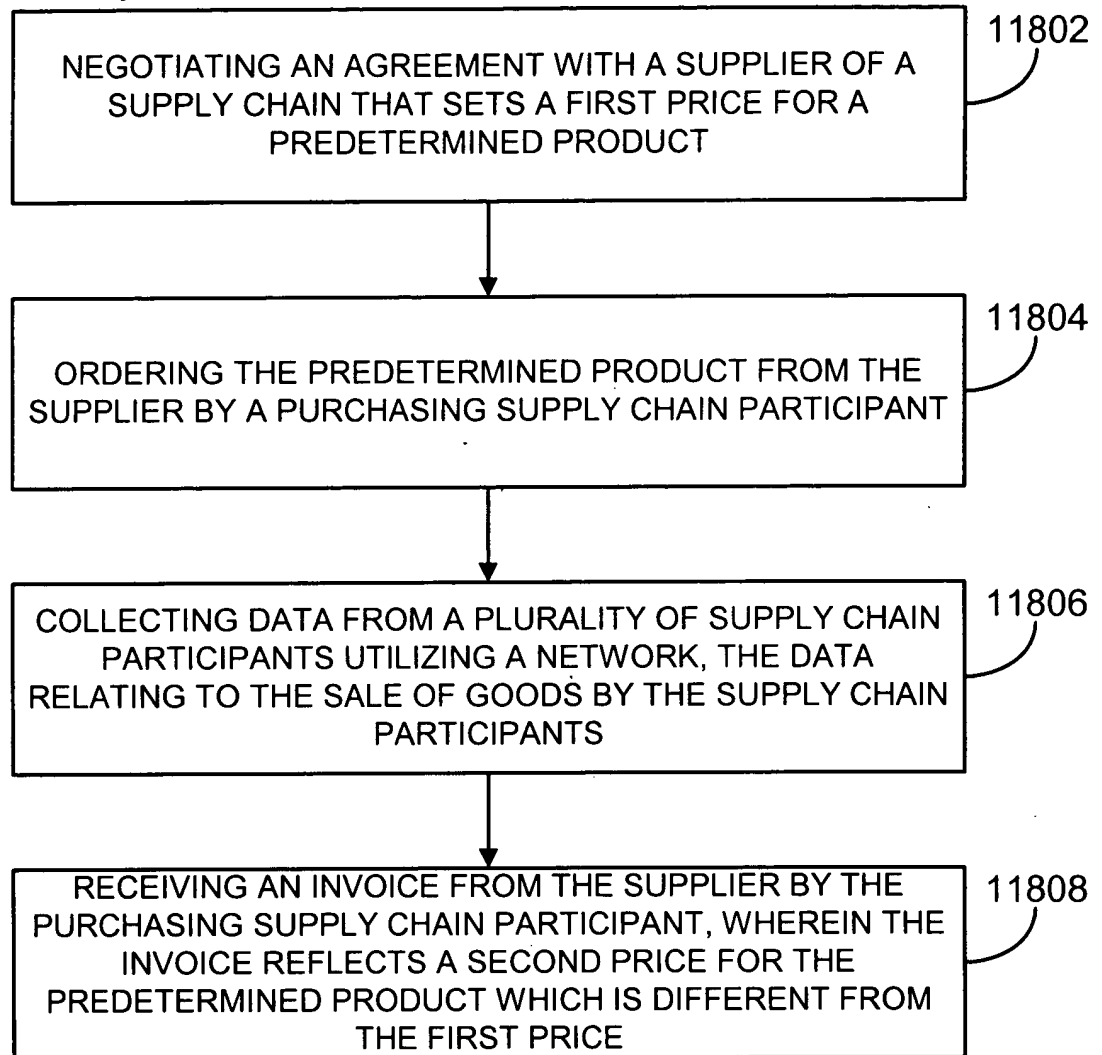 11802
NEGOTIATING AN AGREEMENT WITH A SUPPLIER OF A
SUPPLY CHAIN THAT SETS A FIRST PRICE FOR A
PREDETERMINED PRODUCT
11804
ORDERING THE PREDETERMINED PRODUCT FROM THE
SUPPLIER BY A PURCHASING SUPPLY CHAIN PARTICIPANT
11806
COLLECTING DATA FROM A PLURALITY OF SUPPLY CHAIN
PARTICIPANTS UTILIZING A NETWORK, THE DATA
RELATING TO THE SALE OF GOODS BY THE SUPPLY CHAIN
PARTICIPANTS
11808
RECEIVING AN INVOICE FROM THE SUPPLIER BY THE
PURCHASING SUPPLY CHAIN PARTICIPANT, WHEREIN THE
INVOICE REFLECTS A SECOND PRICE FOR THE
PREDETERMINED PRODUCT WHICH IS DIFFERENT FROM
THE FIRST PRICE